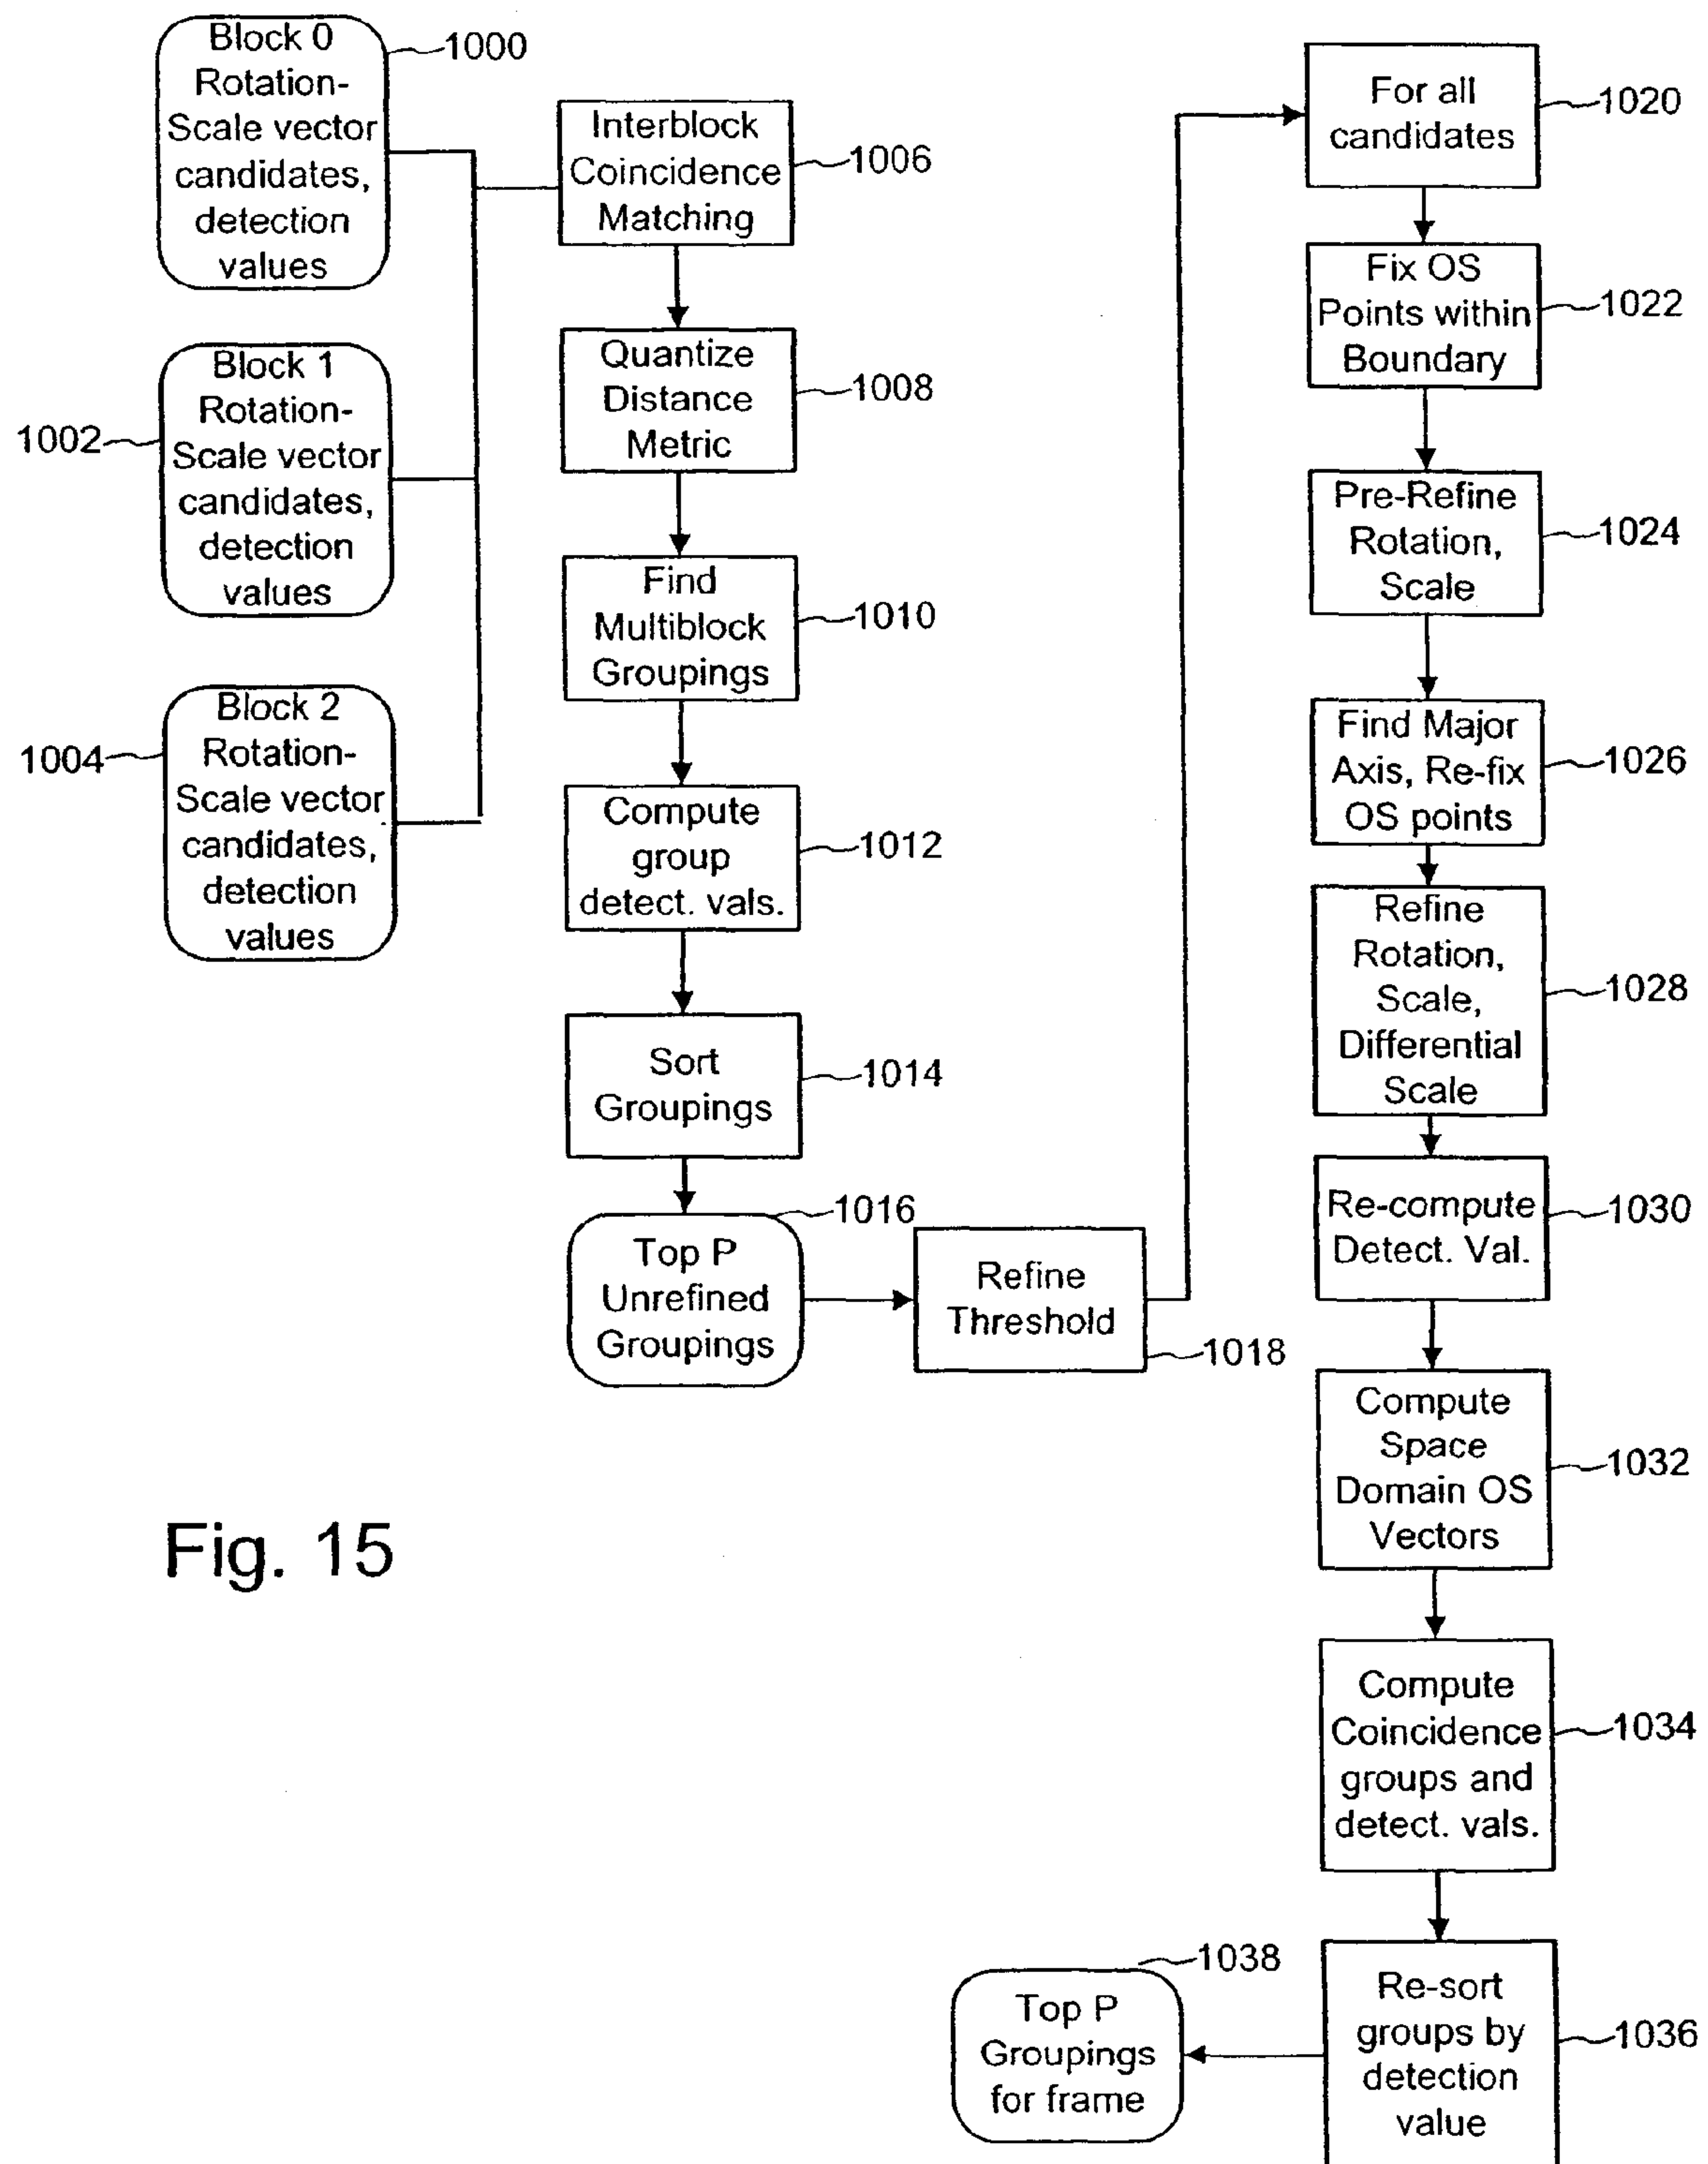 Block 0
Rotation-
Scale vector
candidates,
detection
values
1000
Block 1
Rotation-
Scale vector
candidates,
detection
values
1002
Block 2
Rotation-
Scale vector
candidates,
detection
values
1004
Interblock
Coincidence
Matching
1006
Quantize
Distance
Metric
1008
Find
Multiblock
Groupings
1010
Compute
group
detect. vals.
1012
Sort
Groupings
1014
Top P
Unrefined
Groupings
1016
Refine
Threshold
1018
For all
candidates
1020
Fix OS
Points within
Boundary
1022
Pre-Refine
Rotation,
Scale
1024
Find Major
Axis, Re-fix
OS points
1026
Refine
Rotation,
Scale,
Differential
Scale
1028
Re-compute
Detect. Val.
1030
Compute
Space
Domain OS
Vectors
1032
Compute
Coincidence
groups and
detect. vals.
1034
Re-sort
groups by
detection
value
1036
Top P
Groupings
for frame
1038
Fig. 15